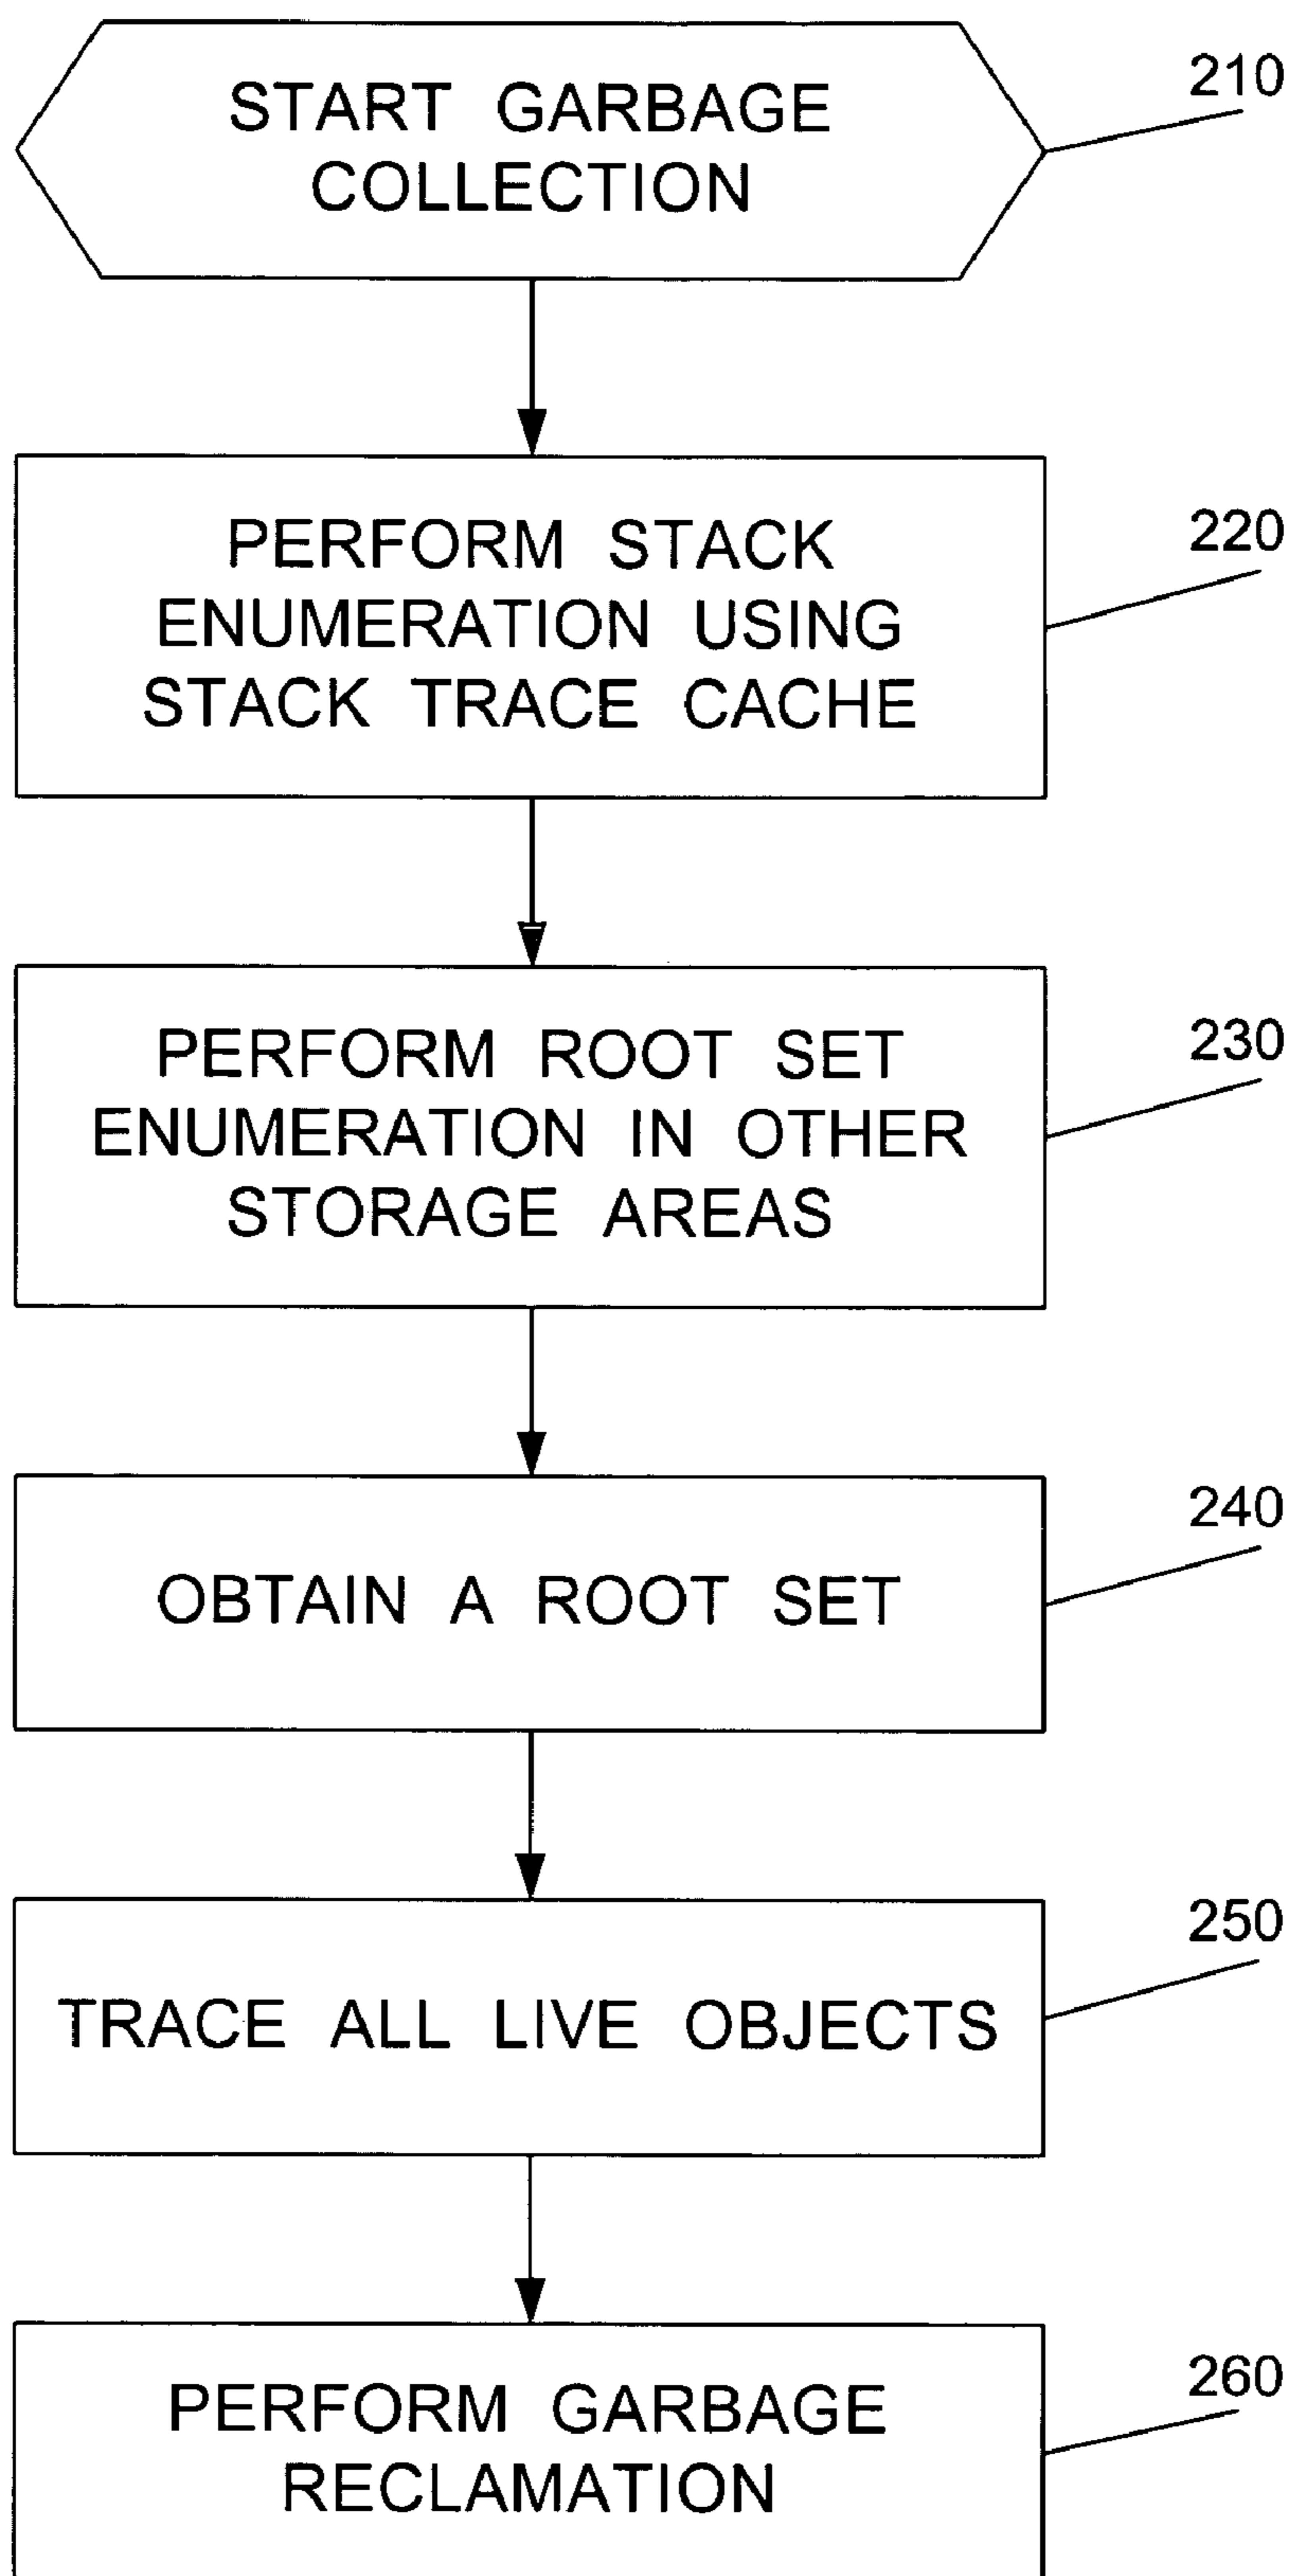 START GARBAGE
COLLECTION
210
PERFORM STACK
ENUMERATION USING
STACK TRACE CACHE
220
PERFORM ROOT SET
ENUMERATION IN OTHER
STORAGE AREAS
230
OBTAIN A ROOT SET
240
TRACE ALL LIVE OBJECTS
250
PERFORM GARBAGE
RECLAMATION
260